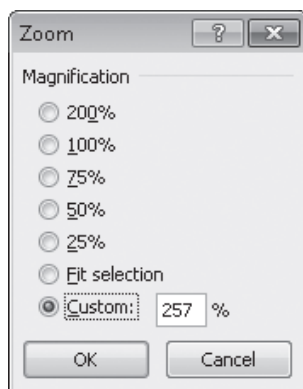 Zoom ?
Magnification
200%
100%
75%
50%
25%
Fit selection
Custom: 257 %
OK Cancel